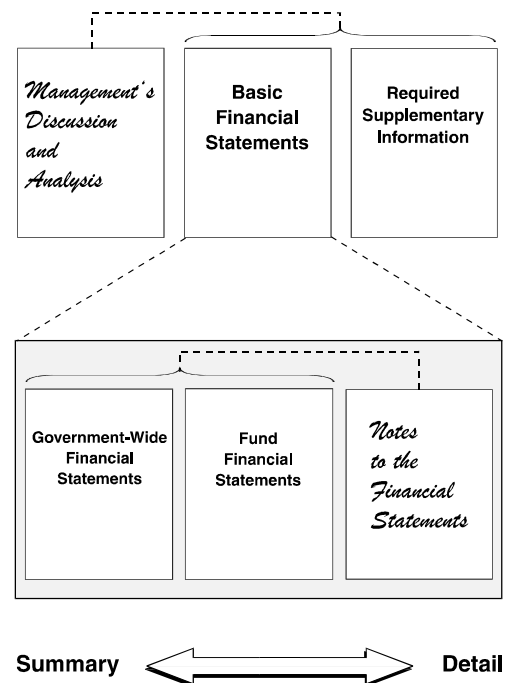 Management's
Discussion
and
Analysis
Basic
Financial
Statements
Required
Supplementary
Information
Government-Wide
Financial
Statements
Fund
Financial
Statements
Notes
to the
Financial
Statements
Summary
Detail